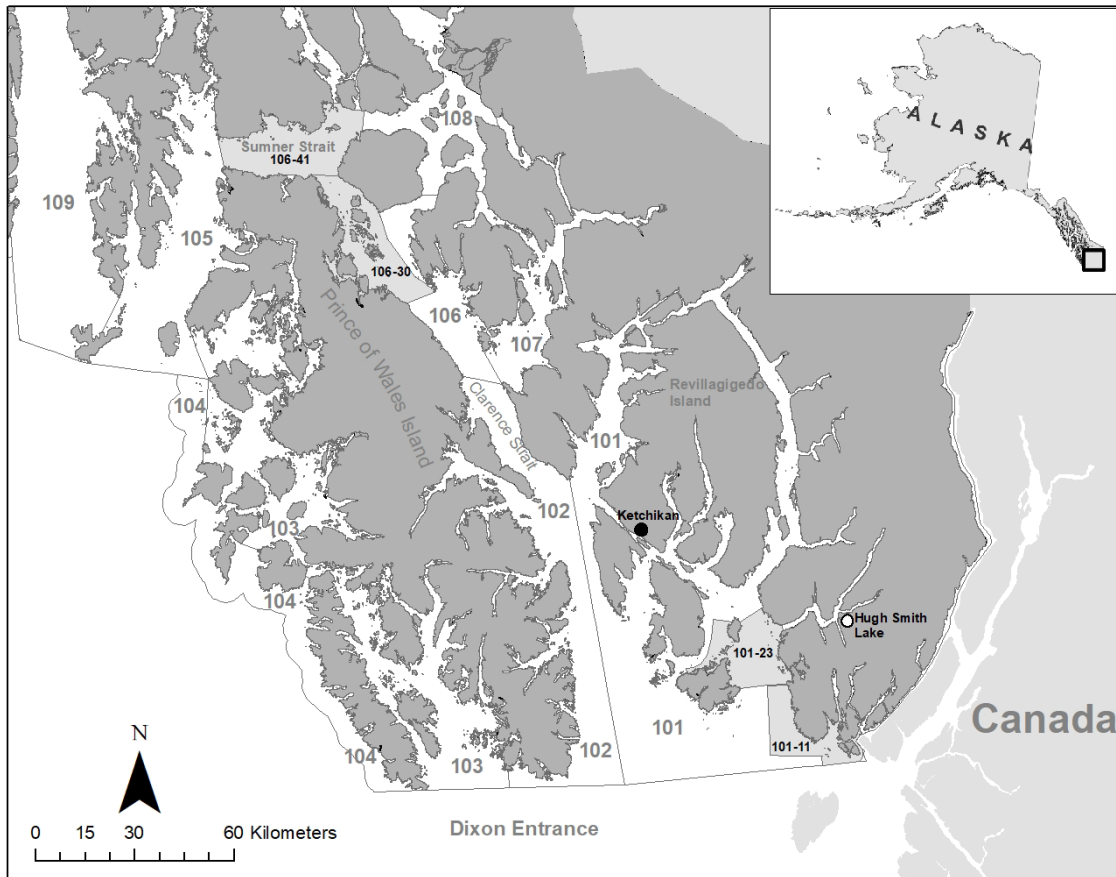 ALASKA
108
Sumner Strait
106-41
109
105
106-30
106
Prince of Wales Island
107
Clarence Strait
Revillagigedo
Island
104
101
102
103
Ketchikan
104
Hugh Smith
Lake
101-23
101
101-11
Canada
104
103
102
N
0 15 30 60 Kilometers
Dixon Entrance